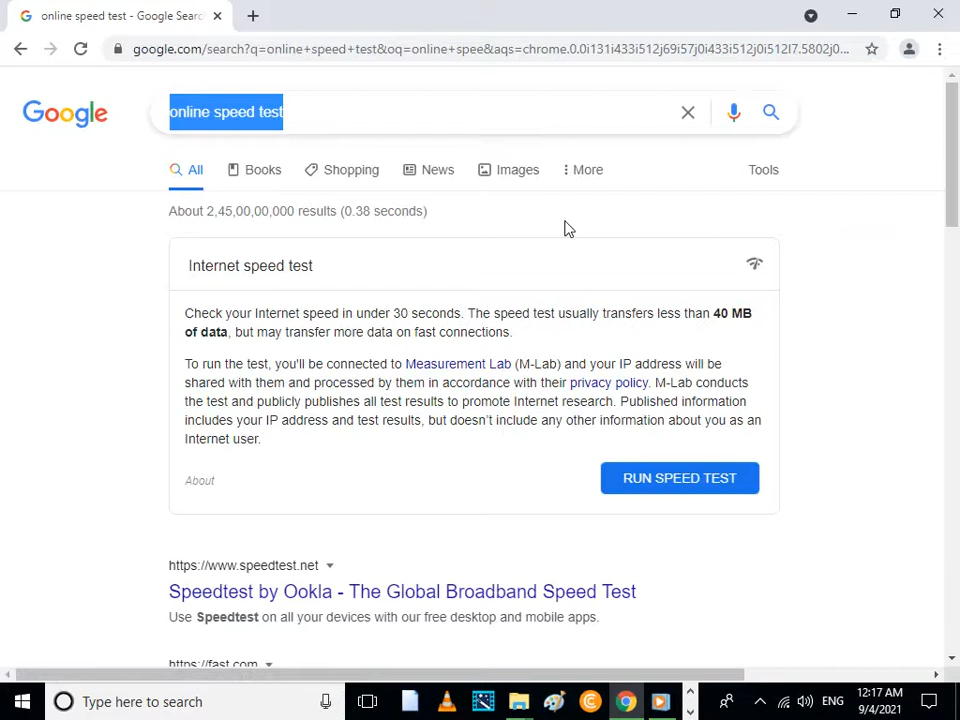 online speed test - Google Sear
google.com/search?q=online+speed+test&oq=online+spee&aqs=chrome.0.0i131i433i512j69i57j0i433i512j0i512l7.5802j0...
Google
online speed test
All
Books
Shopping
News
Images
More
Tools
About 2,45,00,00,000 results (0.38 seconds)
Internet speed test
Check your Internet speed in under 30 seconds. The speed test usually transfers less than 40 MB
of data, but may transfer more data on fast connections.
To run the test, you'll be connected to Measurement Lab (M-Lab) and your IP address will be
shared with them and processed by them in accordance with their privacy policy. M-Lab conducts
the test and publicly publishes all test results to promote Internet research. Published information
includes your IP address and test results, but doesn't include any other information about you as an
Internet user.
About
RUN SPEED TEST
https://www.speedtest.net
Speedtest by Ookla - The Global Broadband Speed Test
Use Speedtest on all your devices with our free desktop and mobile apps.
https://fast.com
Type here to search
ENG
12:17 AM
9/4/2021